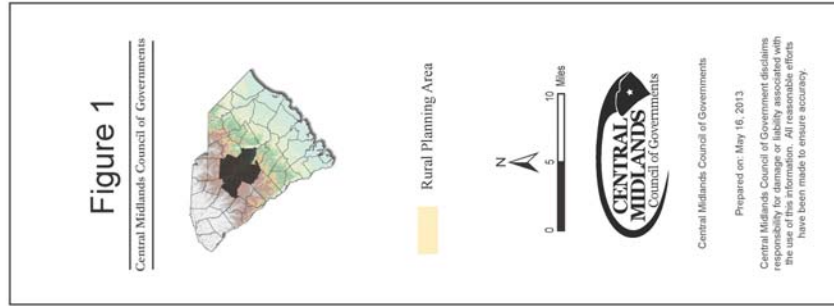 Figure 1
Central Midlands Council of Governments
Rural Planning Area
N
0 5 10
Miles
CENTRAL
MIDLANDS
Council of Governments
Central Midlands Council of Governments
Prepared on: May 16, 2013
Central Midlands Council of Government disclaims
responsibility for damage or liability associated with
the use of this information. All reasonable efforts
have been made to ensure accuracy.